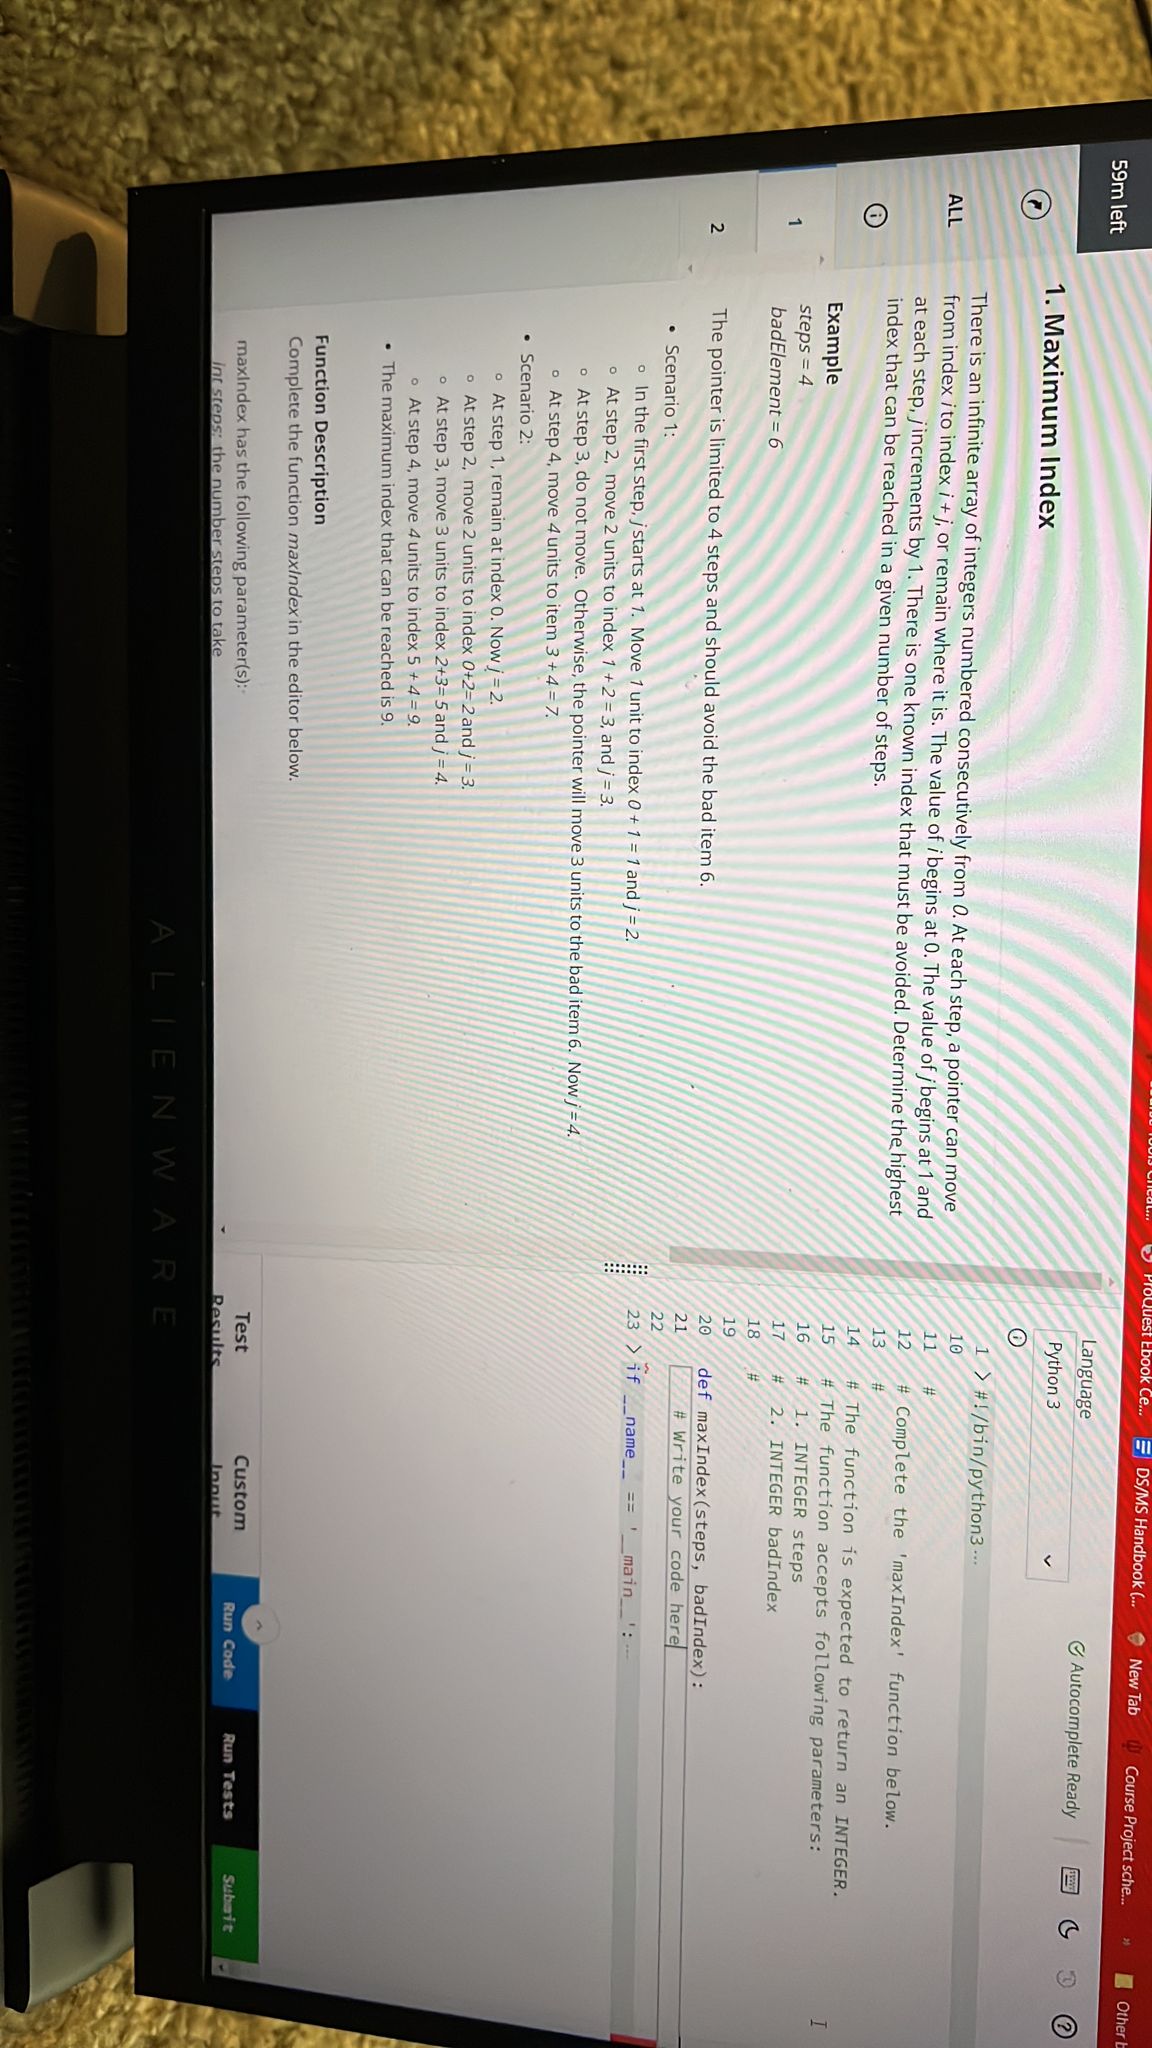 ProQuest Ebook Ce...
DS/MS Handbook (...
New Tab
Course Project sche...
»
Other
59m left
ALL
1
2
1. Maximum Index
There is an infinite array of integers numbered consecutively from 0. At each step, a pointer can move
from index i to index i + j, or remain where it is. The value of i begins at 0. The value of j begins at 1 and
at each step, j increments by 1. There is one known index that must be avoided. Determine the highest
index that can be reached in a given number of steps.
Example
steps = 4
badElement = 6
The pointer is limited to 4 steps and should avoid the bad item 6.
• Scenario 1:
o In the first step, j starts at 1. Move 1 unit to index 0 + 1 = 1 and j = 2.
o At step 2, move 2 units to index 1 + 2 = 3, and j = 3.
o At step 3, do not move. Otherwise, the pointer will move 3 units to the bad item 6. Now j = 4.
o At step 4, move 4 units to item 3 + 4 = 7.
• Scenario 2:
o At step 1, remain at index 0. Now j = 2.
o At step 2, move 2 units to index 0+2=2 and j = 3.
o At step 3, move 3 units to index 2+3= 5 and j = 4.
o At step 4, move 4 units to index 5 + 4 = 9.
• The maximum index that can be reached is 9.
Function Description
Complete the function maxIndex in the editor below.
maxIndex has the following parameter(s):
int steps: the number steps to take
Language
Python 3
Autocomplete Ready
1 > #!/bin/python3...
10
11 #
12 # Complete the 'maxIndex' function below.
13 #
14 # The function is expected to return an INTEGER.
15 # The function accepts following parameters:
16 # 1. INTEGER steps
17 # 2. INTEGER badIndex
18 #
19
20 def maxIndex(steps, badIndex):
21 # Write your code here
22
23 > if __name__ == '__main__':...
Test
Results
Custom
Input
Run Code
Run Tests
Submit
ALIENWARE